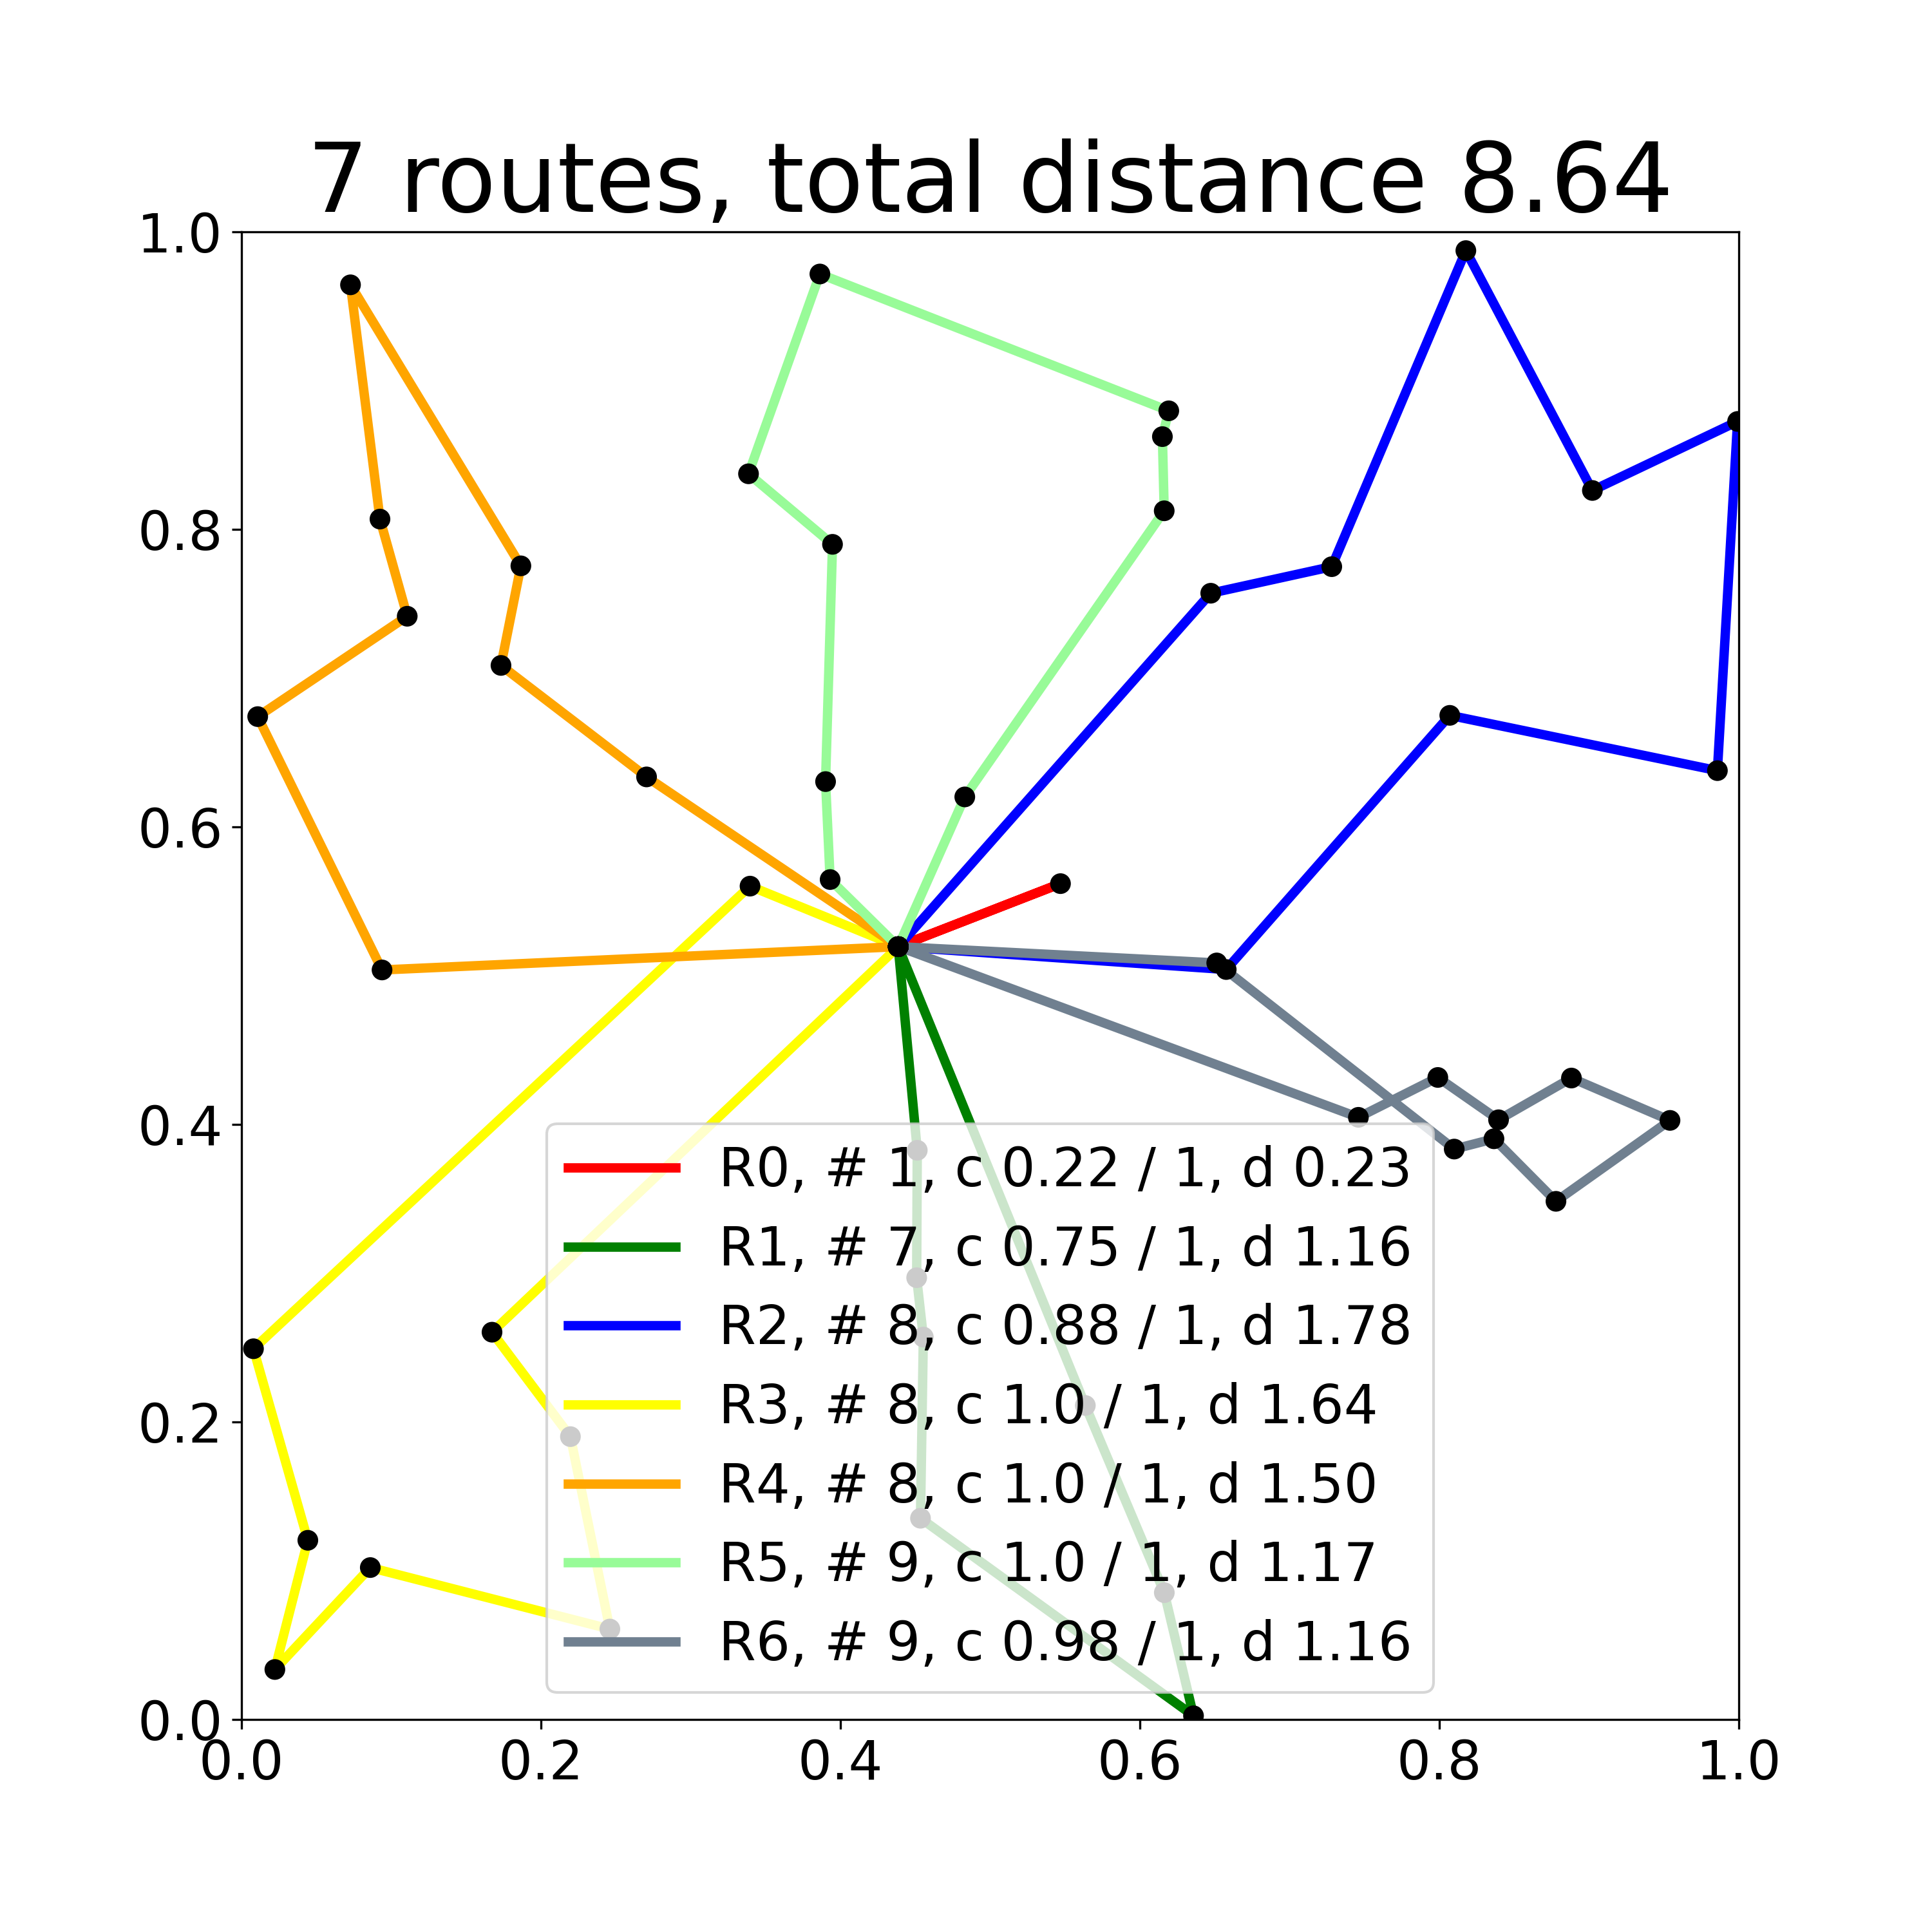 7 routes, total distance 8.64
1.0
0.8
0.6
0.4
0.2
0.0
R0, # 1, c 0.22 / 1, d 0.23
R1, # 7, c 0.75 / 1, d 1.16
R2, # 8, c 0.88 / 1, d 1.78
R3, # 8, c 1.0 / 1, d 1.64
R4, # 8, c 1.0 / 1, d 1.50
R5, # 9, c 1.0 / 1, d 1.17
R6, # 9, c 0.98 / 1, d 1.16
0.0 0.2 0.4 0.6 0.8 1.0